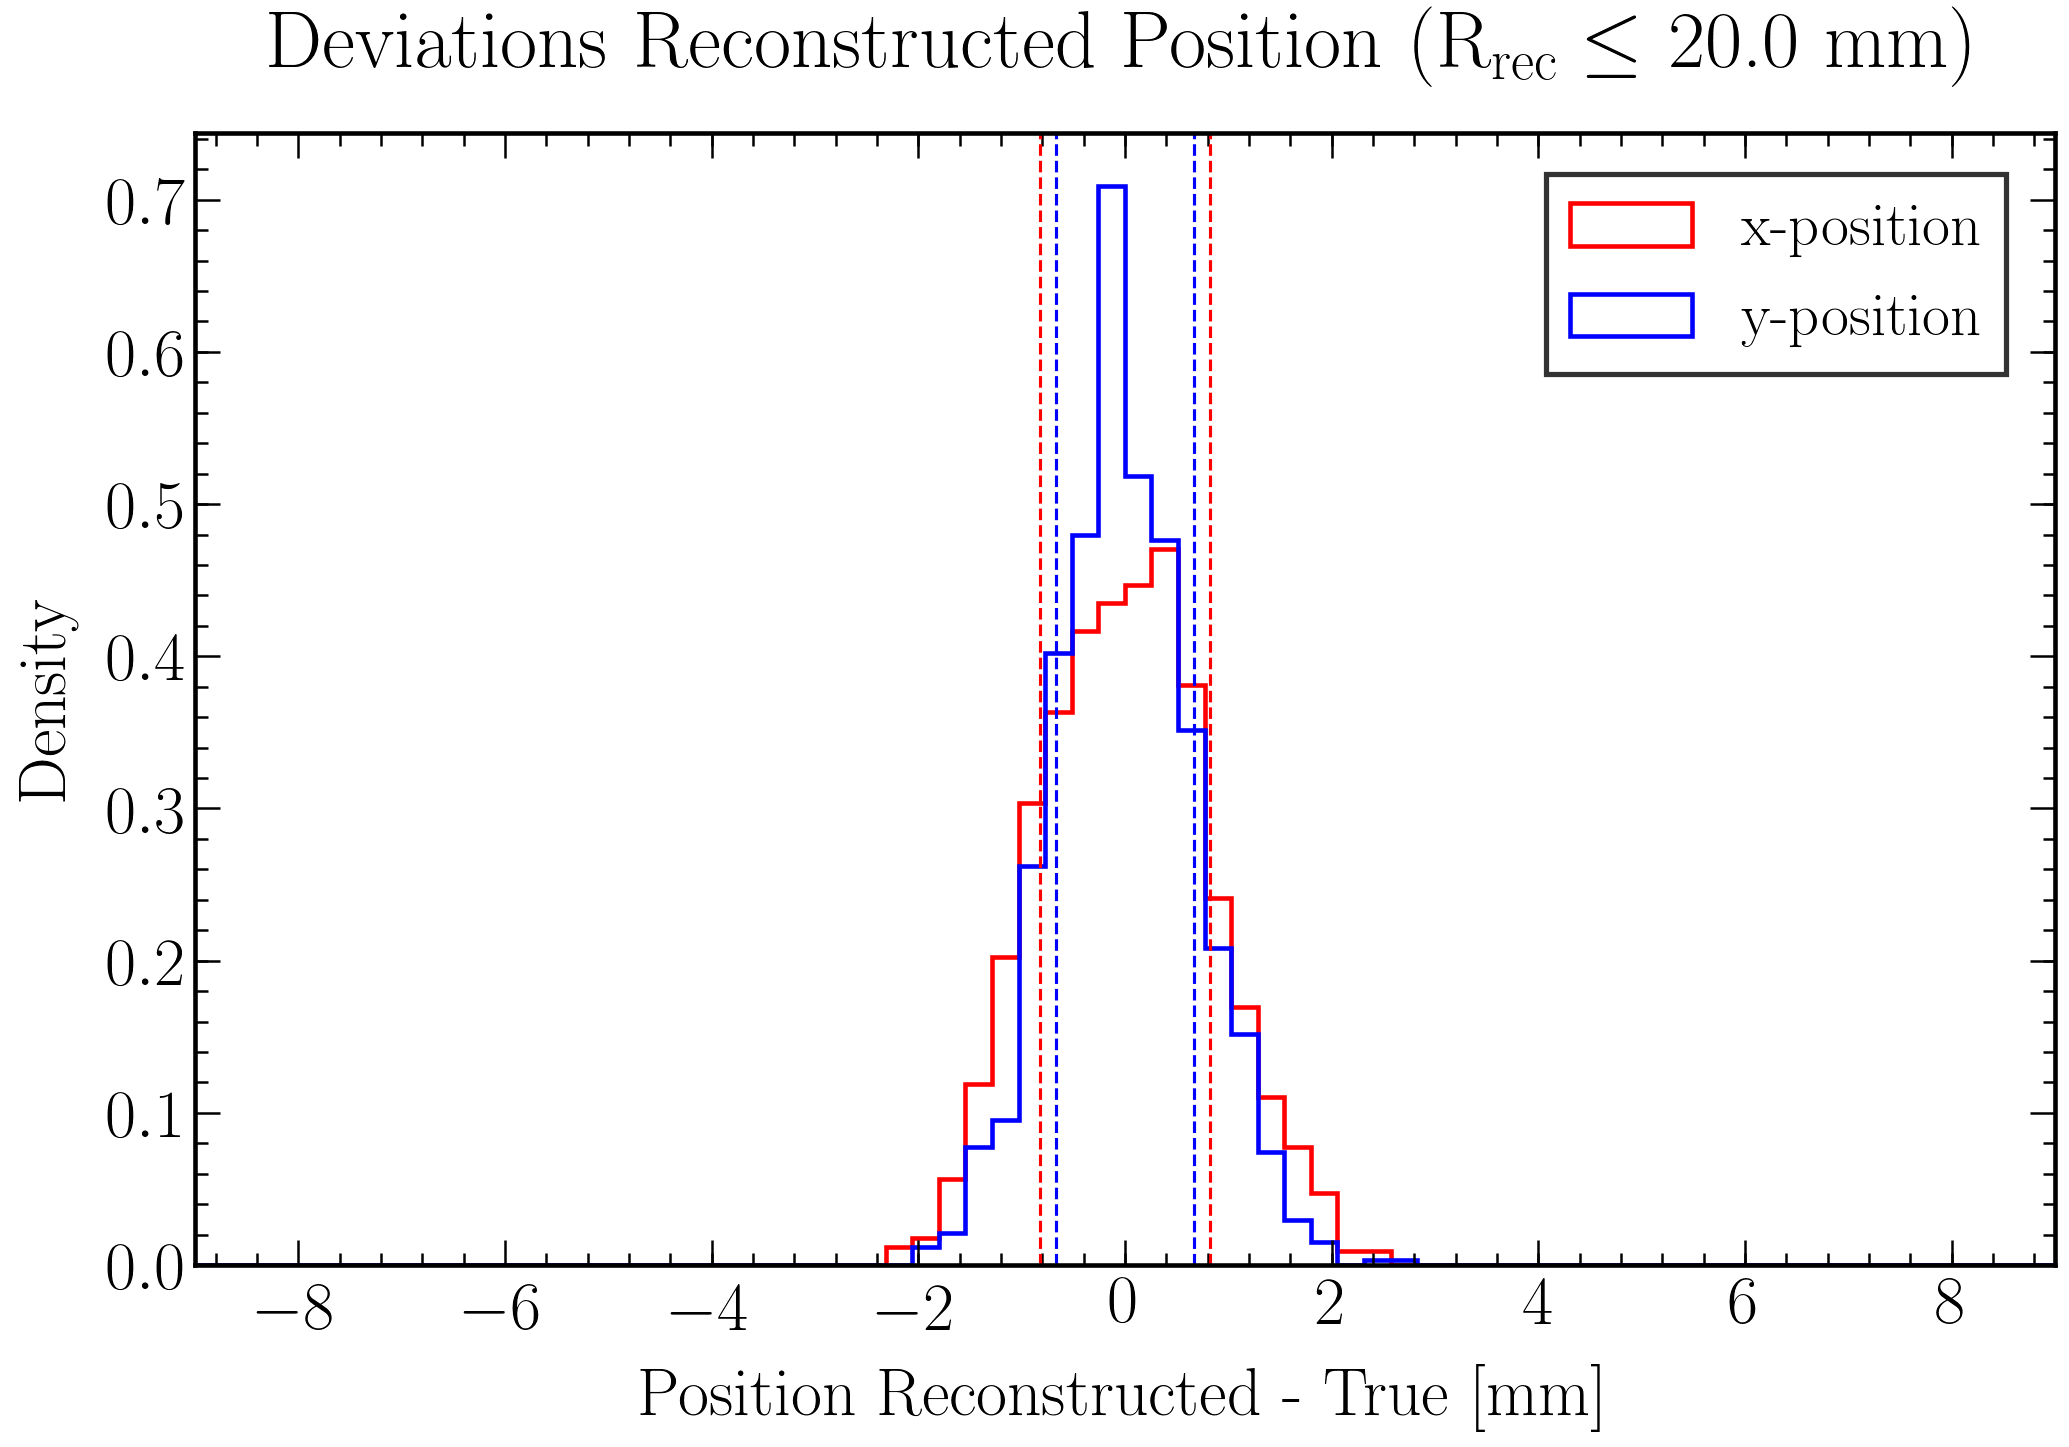 Deviations Reconstructed Position (R_rec ≤ 20.0 mm)
x-position
y-position
Density
0.7
0.6
0.5
0.4
0.3
0.2
0.1
0.0
−8 −6 −4 −2 0 2 4 6 8
Position Reconstructed - True [mm]